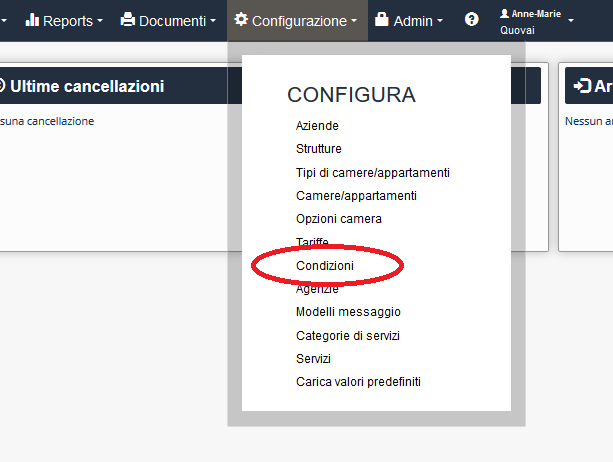 Reports
Documenti
Configurazione
Admin
Anne-Marie
Quovai
Ultime cancellazioni
suna cancellazione
Ar
Nessun a
CONFIGURA
Aziende
Strutture
Tipi di camere/appartamenti
Camere/appartamenti
Opzioni camera
Tariffe
Condizioni
Agenzie
Modelli messaggio
Categorie di servizi
Servizi
Carica valori predefiniti